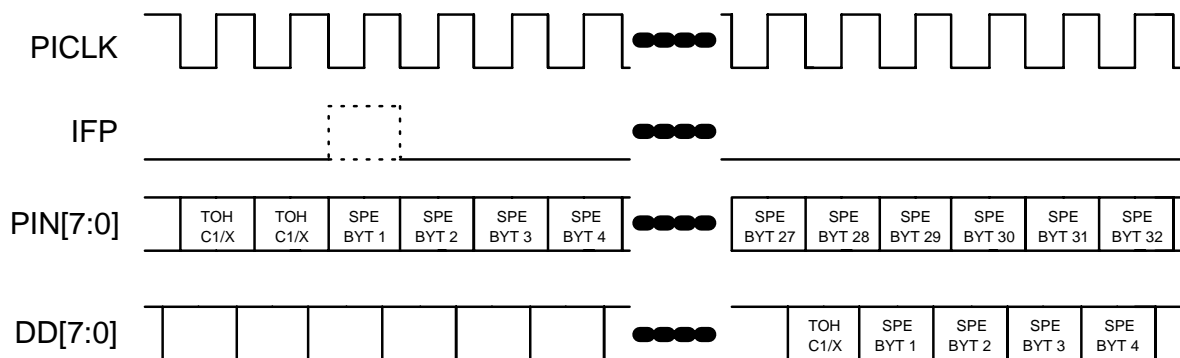 PICLK
IFP
PIN[7:0]
TOH
C1/X
TOH
C1/X
SPE
BYT 1
SPE
BYT 2
SPE
BYT 3
SPE
BYT 4
SPE
BYT 27
SPE
BYT 28
SPE
BYT 29
SPE
BYT 30
SPE
BYT 31
SPE
BYT 32
DD[7:0]
TOH
C1/X
SPE
BYT 1
SPE
BYT 2
SPE
BYT 3
SPE
BYT 4